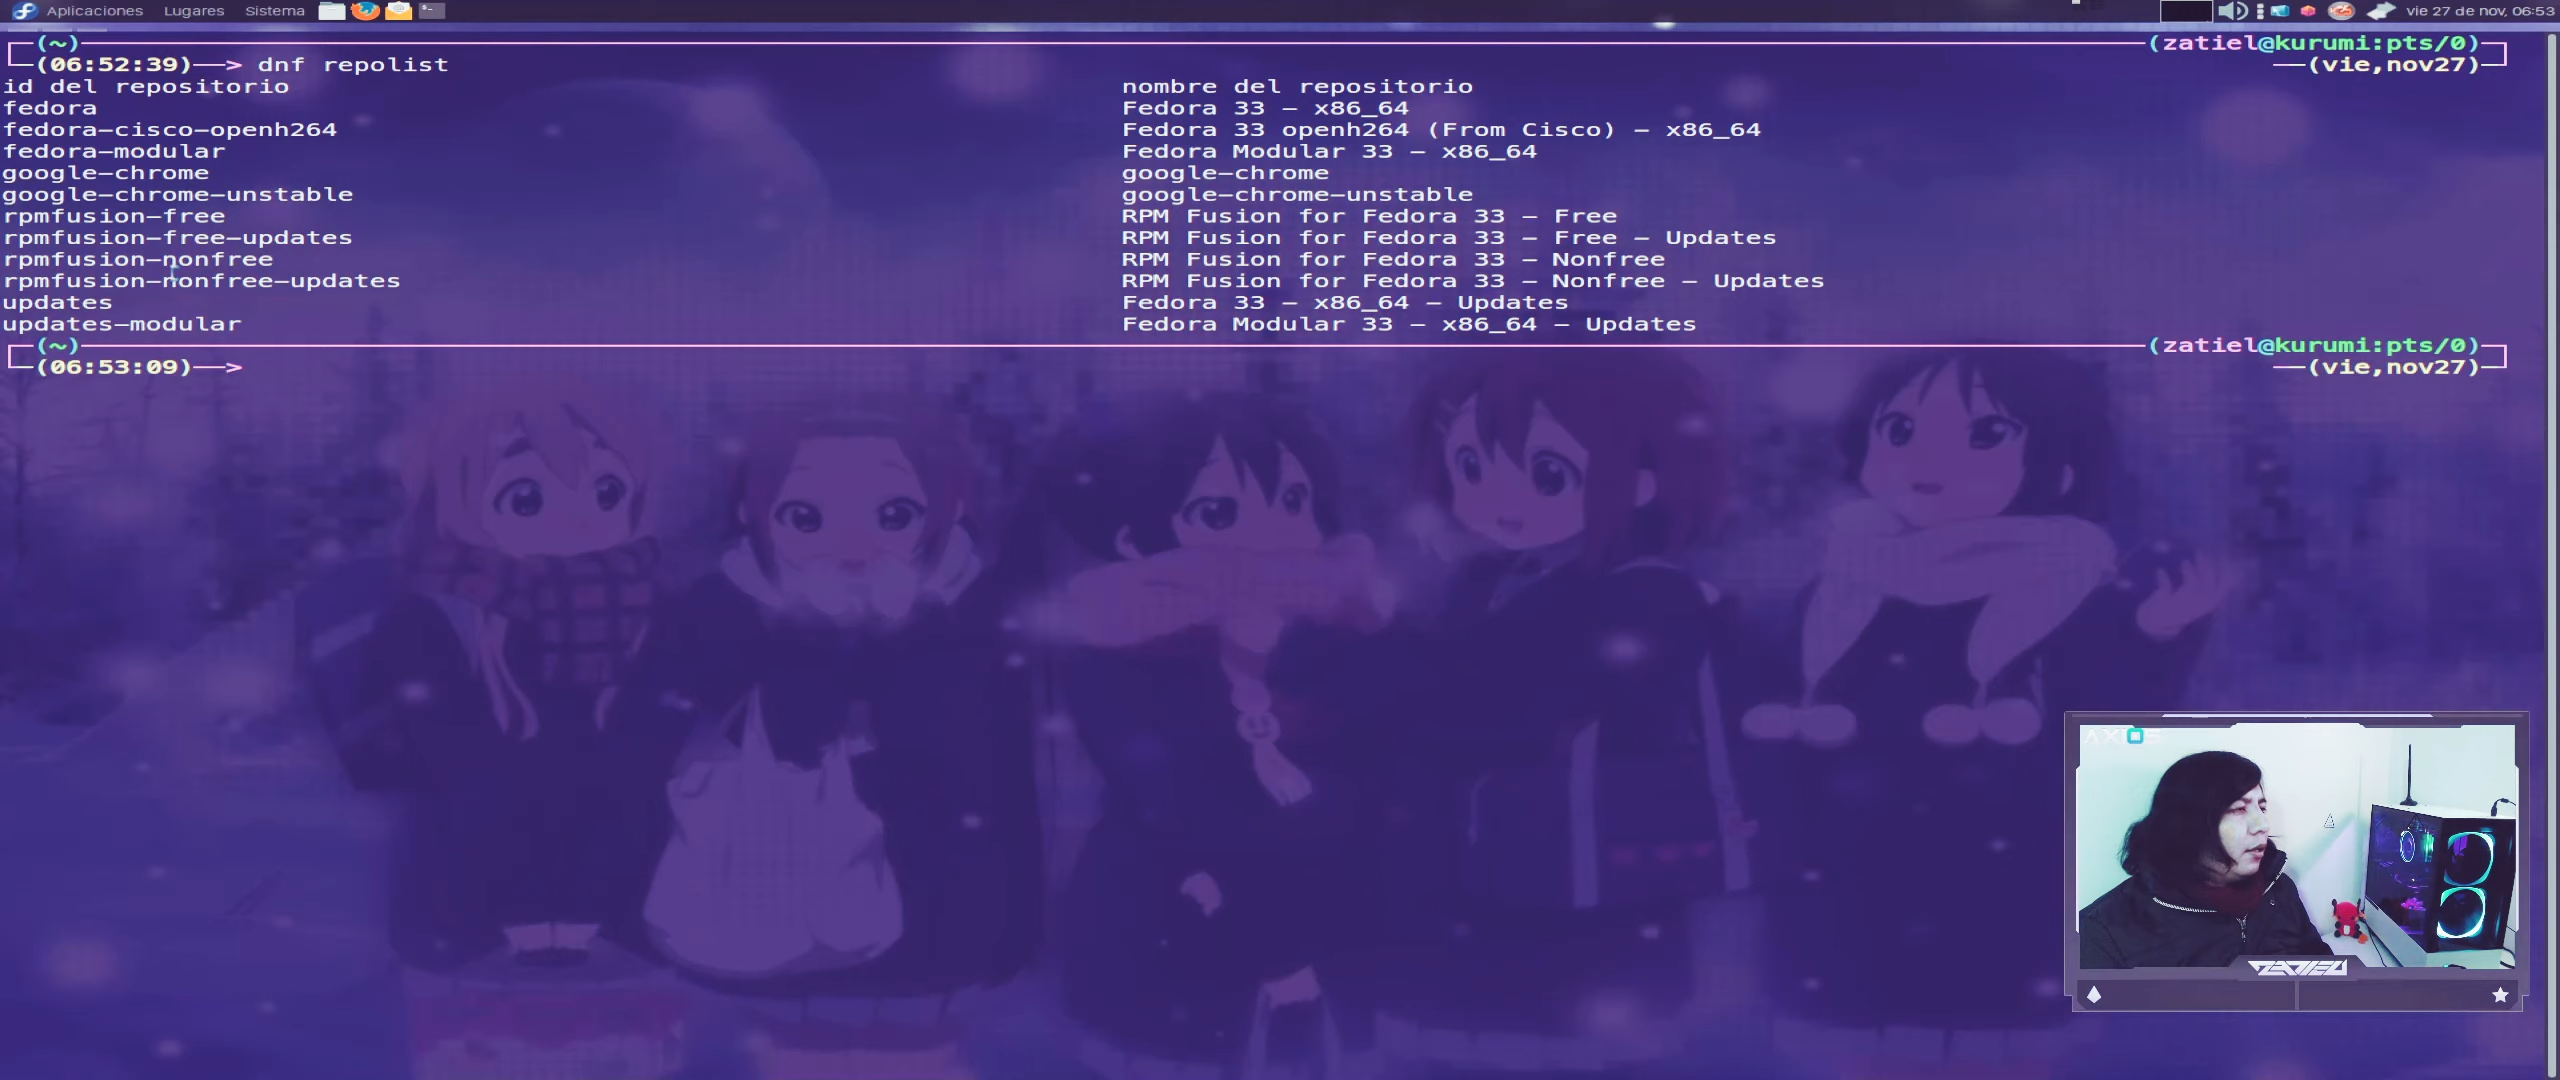 Aplicaciones Lugares Sistema vie 27 de nov, 06:53
(~) (zatiel@kurumi:pts/0)
(06:52:39)—> dnf repolist (vie,nov27)
id del repositorio nombre del repositorio
fedora Fedora 33 - x86_64
fedora-cisco-openh264 Fedora 33 openh264 (From Cisco) - x86_64
fedora-modular Fedora Modular 33 - x86_64
google-chrome google-chrome
google-chrome-unstable google-chrome-unstable
rpmfusion-free RPM Fusion for Fedora 33 - Free
rpmfusion-free-updates RPM Fusion for Fedora 33 - Free - Updates
rpmfusion-nonfree RPM Fusion for Fedora 33 - Nonfree
rpmfusion-nonfree-updates RPM Fusion for Fedora 33 - Nonfree - Updates
updates Fedora 33 - x86_64 - Updates
updates-modular Fedora Modular 33 - x86_64 - Updates
(~) (zatiel@kurumi:pts/0)
(06:53:09)—> (vie,nov27)